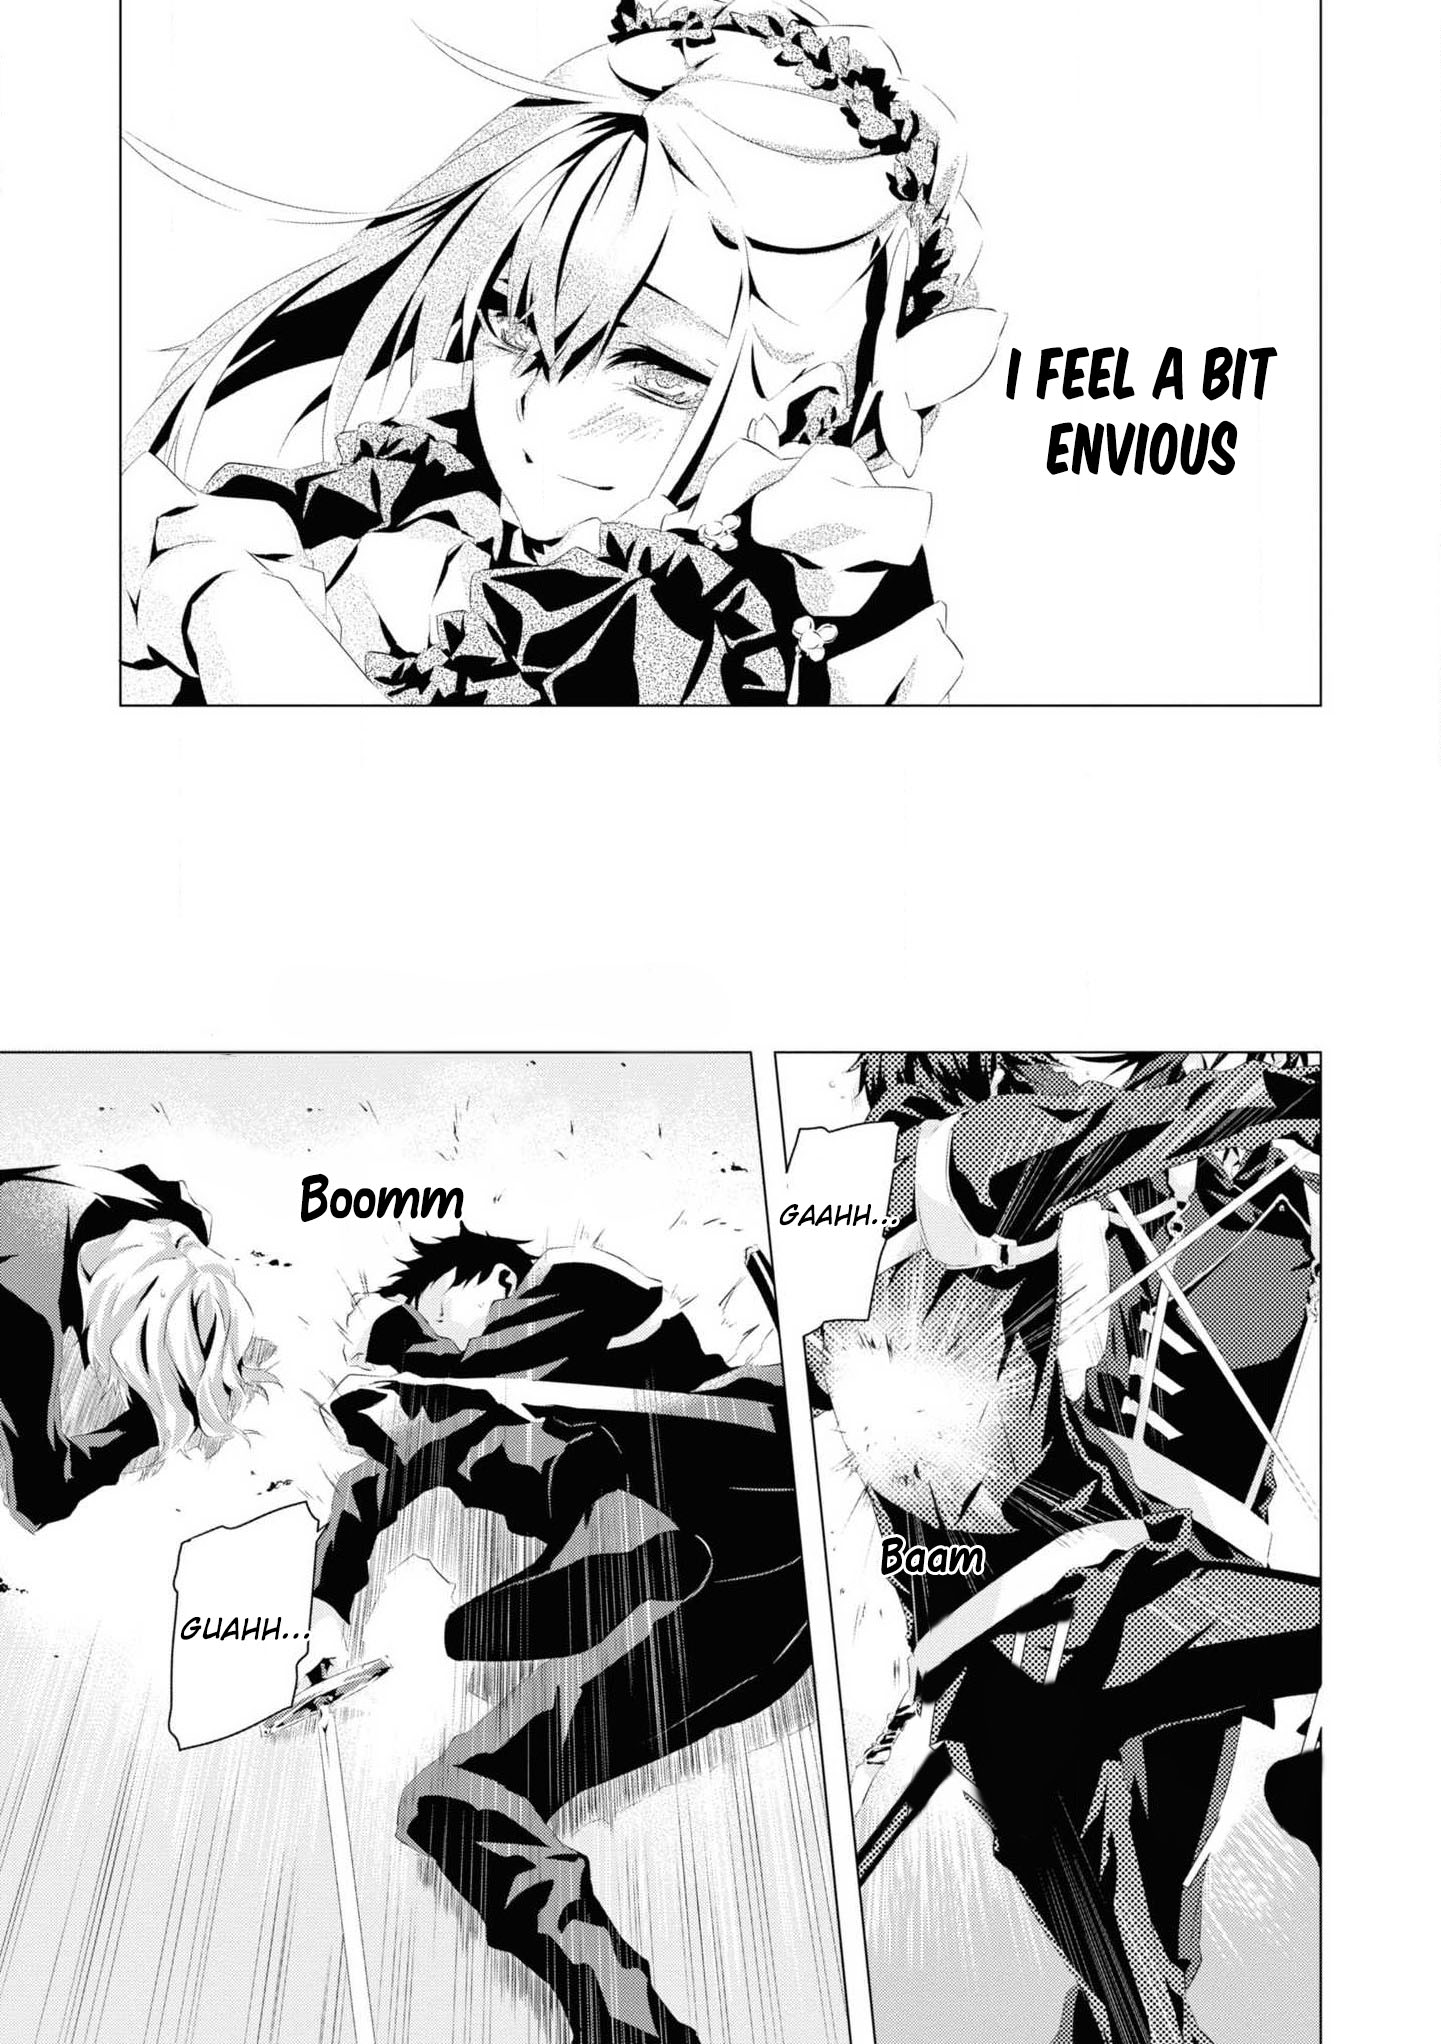 I FEEL A BIT
ENVIOUS
GAAHH...
Baam
Boomm
GUAHH...